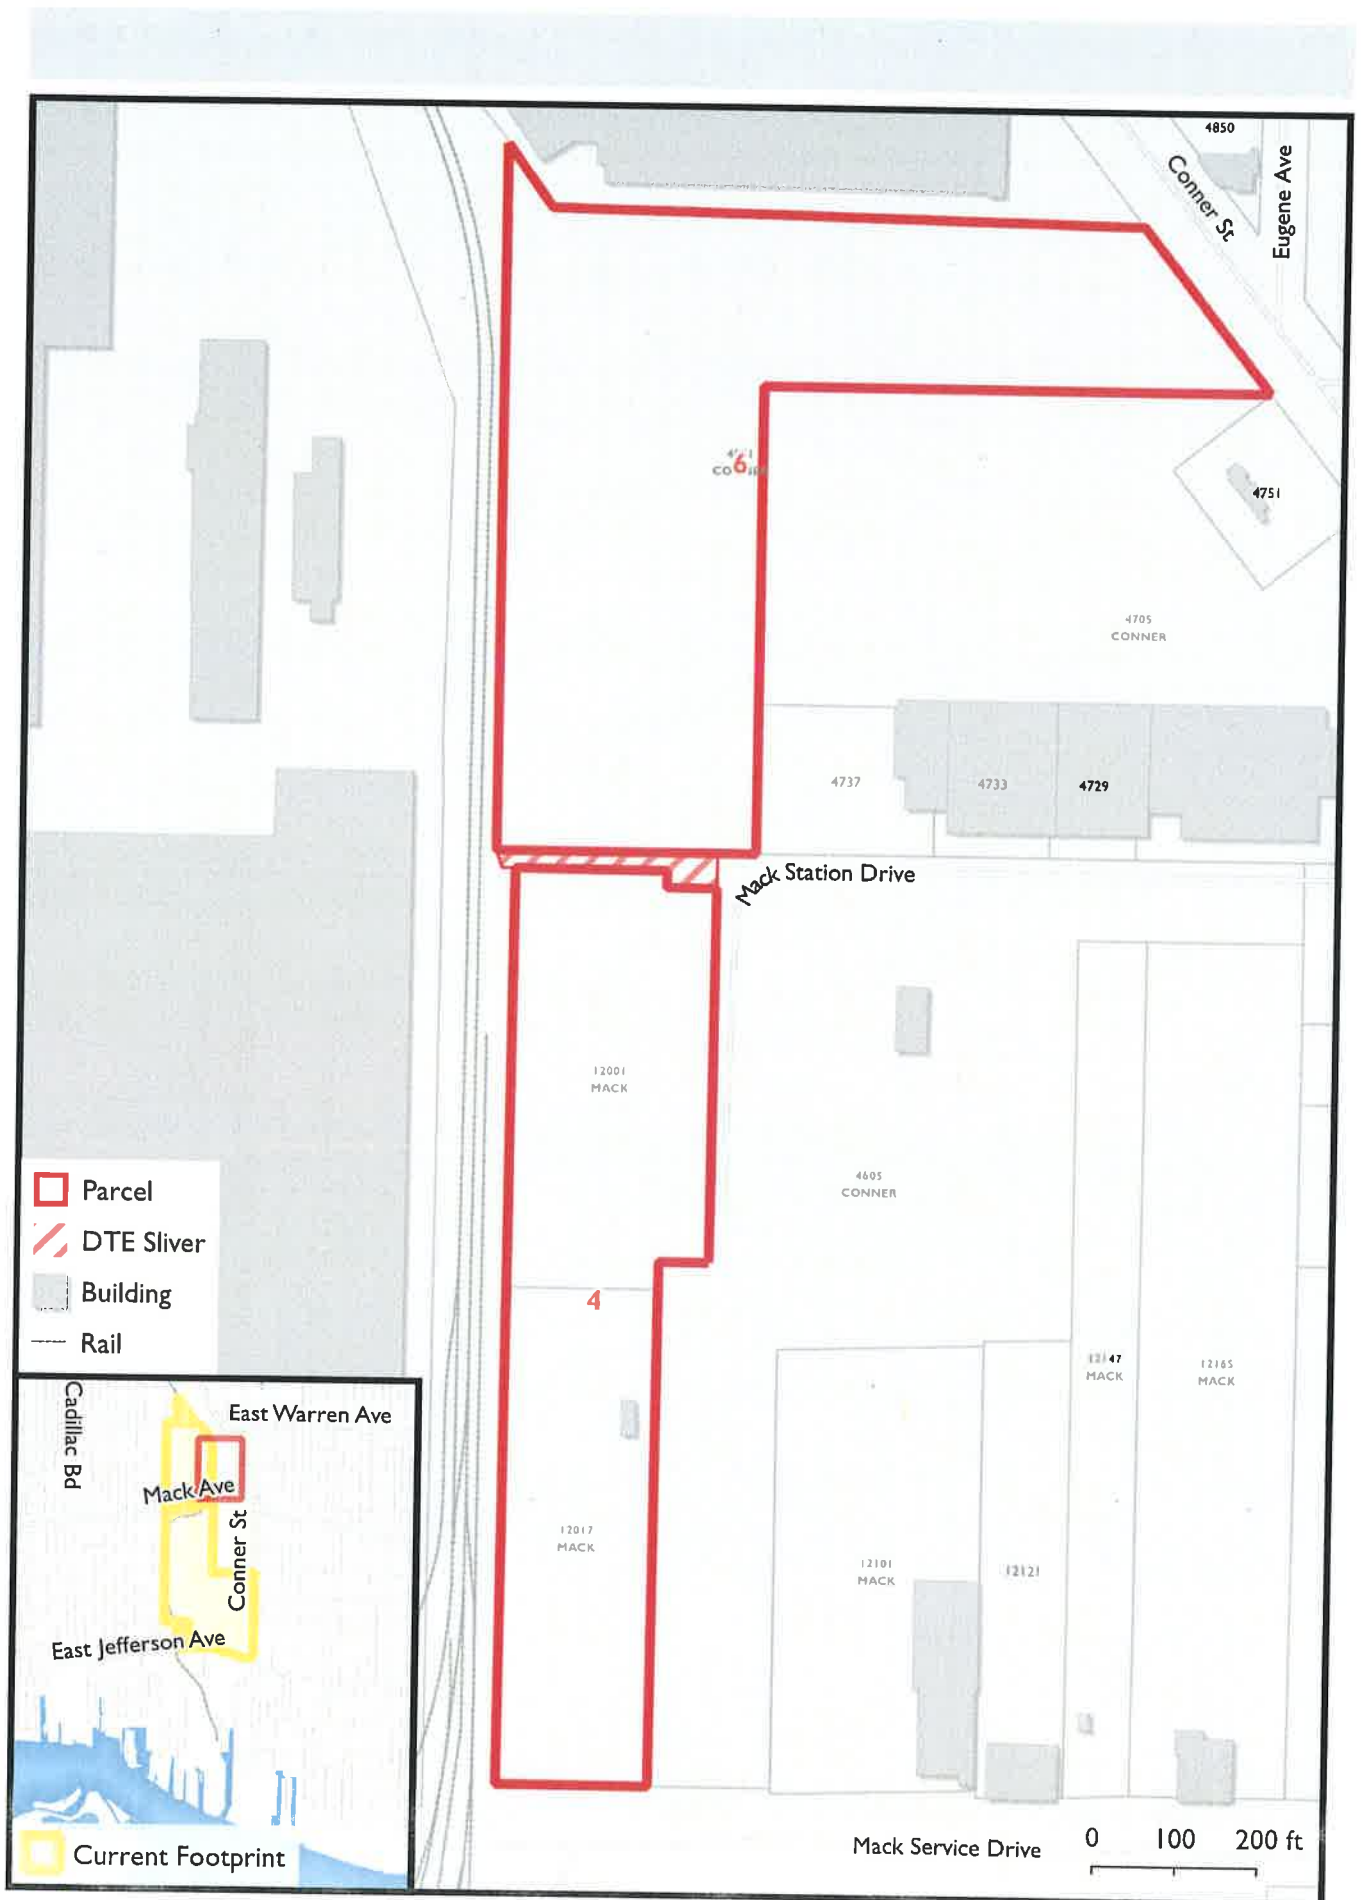 4850
Conner St
Eugene Ave
6
4751
4705
CONNER
4737
4733
4729
Mack Station Drive
12001
MACK
4605
CONNER
Parcel
DTE Sliver
Building
Rail
4
12147
MACK
12165
MACK
12017
MACK
12101
MACK
12121
Cadillac Bd
East Warren Ave
Mack Ave
Conner St
East Jefferson Ave
Current Footprint
Mack Service Drive
0 100 200 ft